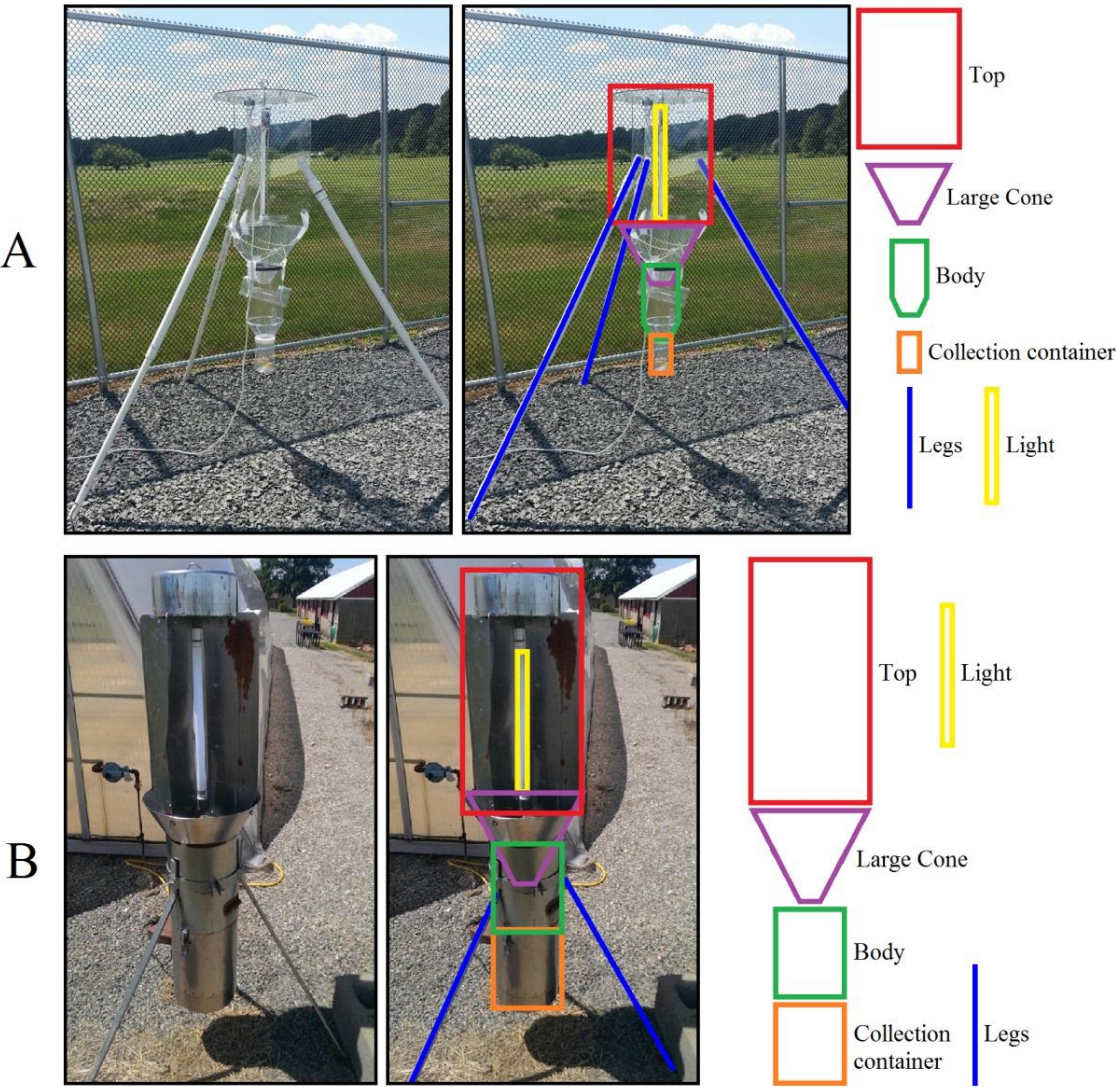 A
Top
Large Cone
Body
Collection container
Legs
Light
B
Top
Light
Large Cone
Body
Collection
container
Legs